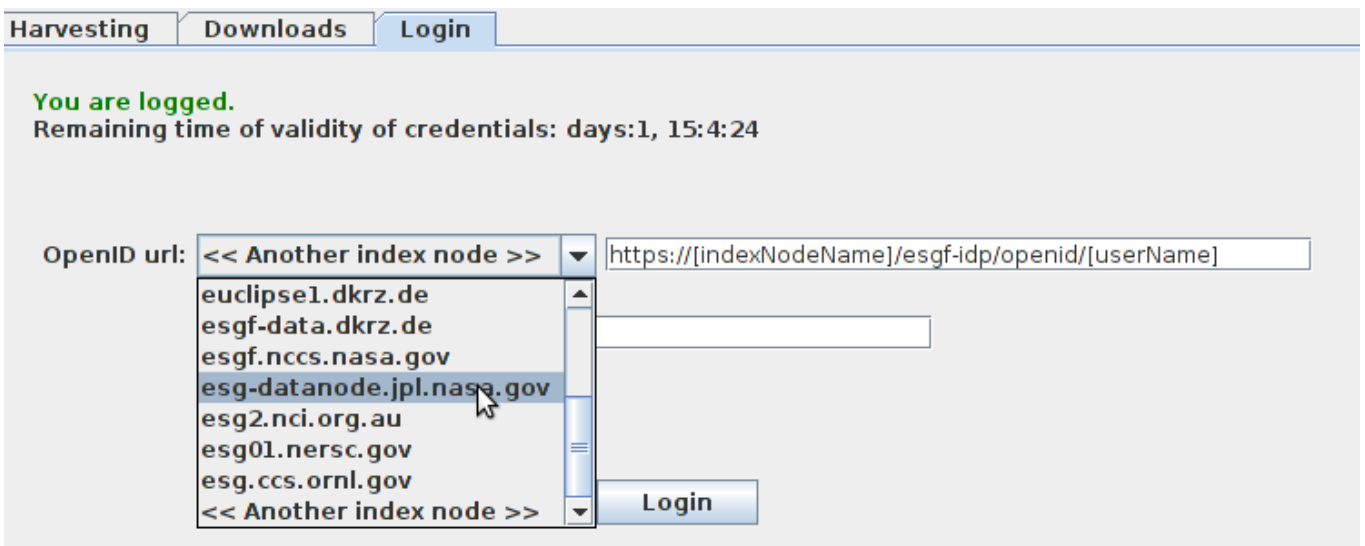 Harvesting Downloads Login
You are logged.
Remaining time of validity of credentials: days:1, 15:4:24
OpenID url: << Another index node >> https://[indexNodeName]/esgf-idp/openid/[userName]
euclipse1.dkrz.de
esgf-data.dkrz.de
esgf.nccs.nasa.gov
esg-datanode.jpl.nasa.gov
esg2.nci.org.au
esg01.nersc.gov
esg.ccs.ornl.gov
<< Another index node >>
Login